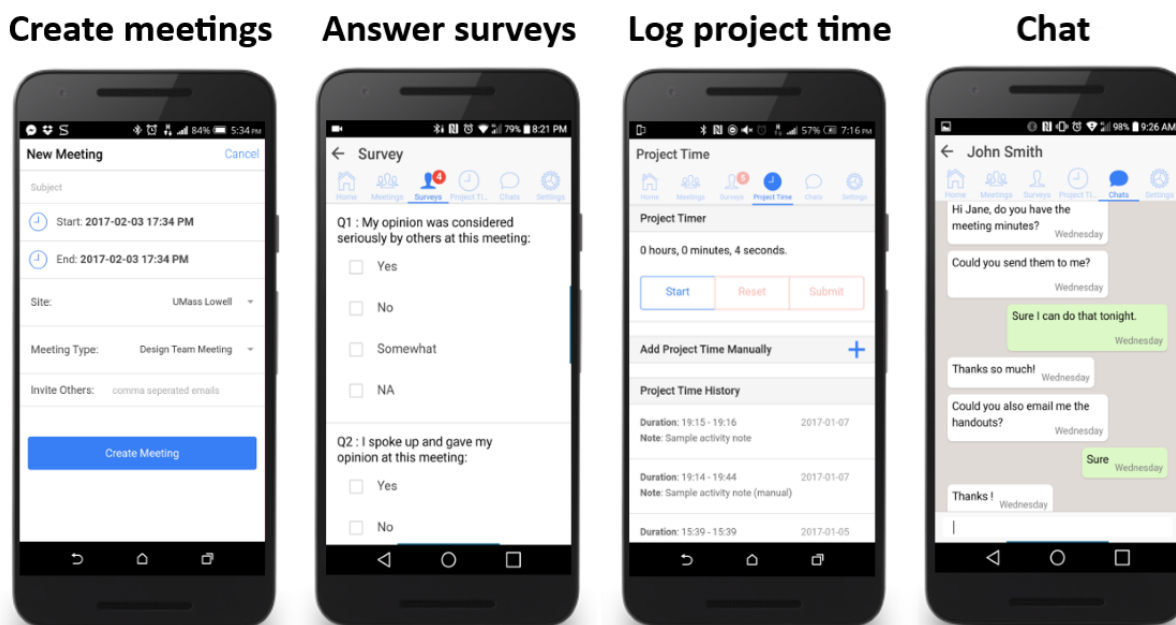 Create meetings
Answer surveys
Log project time
Chat
84%
5:34 PM
New Meeting
Cancel
Subject
Start: 2017-02-03 17:34 PM
End: 2017-02-03 17:34 PM
Site:
UMass Lowell
Meeting Type:
Design Team Meeting
Invite Others:
comma seperated emails
Create Meeting
79%
8:21 PM
Survey
4
Home
Meetings
Surveys
Project Ti...
Chats
Settings
Q1 : My opinion was considered
seriously by others at this meeting:
Yes
No
Somewhat
NA
Q2 : I spoke up and gave my
opinion at this meeting:
Yes
No
57%
7:16 PM
Project Time
5
Home
Meetings
Surveys
Project Time
Chats
Settings
Project Timer
0 hours, 0 minutes, 4 seconds.
Start
Reset
Submit
Add Project Time Manually
Project Time History
Duration: 19:15 - 19:16
2017-01-07
Note: Sample activity note
Duration: 19:14 - 19:44
2017-01-07
Note: Sample activity note (manual)
Duration: 15:39 - 15:39
2017-01-05
98%
9:26 AM
John Smith
Home
Meetings
Surveys
Project Ti...
Chats
Settings
Hi Jane, do you have the
meeting minutes?
Wednesday
Could you send them to me?
Wednesday
Sure I can do that tonight.
Wednesday
Thanks so much!
Wednesday
Could you also email me the
handouts?
Wednesday
Sure
Wednesday
Thanks !
Wednesday